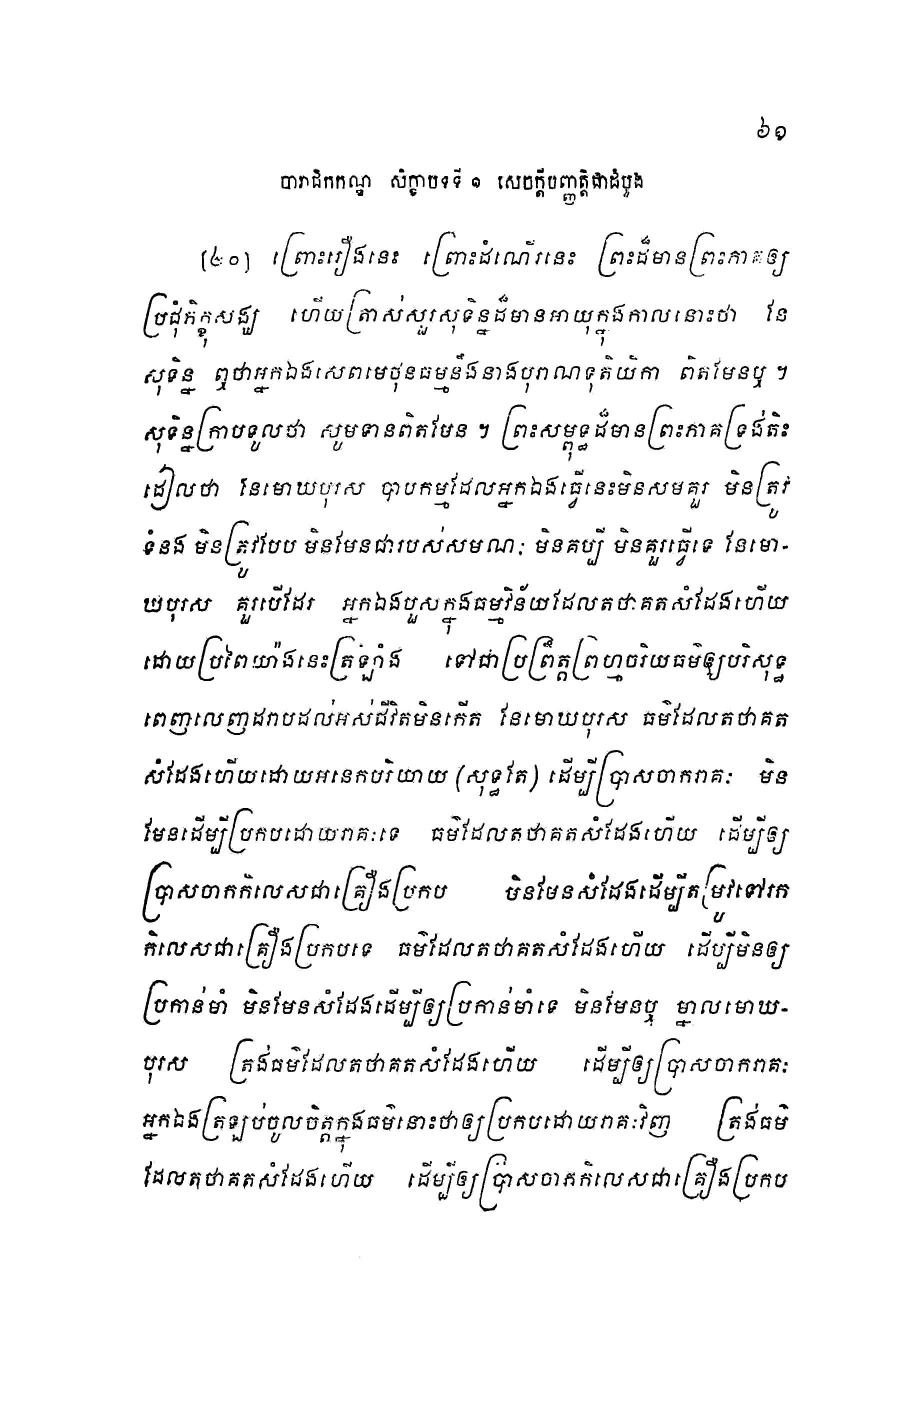 ៦១
បារាជិកកណ្ឌ សិក្ខាបទទី ១ សេចក្តីបញ្ញត្តិជាដំបូង
[៤០] ព្រោះរឿងនេះ ព្រោះដំណើរនេះ ព្រះដ៏មានព្រះភាគឲ្យ
ប្រជុំភិក្ខុសង្ឃ ហើយត្រាស់សួរសុទិន្នដ៏មានអាយុក្នុងកាលនោះថា នែ
សុទិន្ន ឮថាអ្នកឯងសេពមេថុនធម្មនឹងនាងបុរាណទុតិយិកា ពិតមែនឬ ។
សុទិន្នក្រាបទូលថា សូមទានពិតមែន ។ ព្រះសម្ពុទ្ធដ៏មានព្រះភាគទ្រង់តិះ
ដៀលថា នែមោឃបុរស បាបកម្មដែលអ្នកឯងធ្វើនេះមិនសមគួរ មិនត្រូវ
ទំនង មិនត្រូវបែប មិនមែនជារបស់សមណៈ មិនគប្បី មិនគួរធ្វើទេ នែមោ-
ឃបុរស គួរបើដែរ អ្នកឯងបួសក្នុងធម្មវិន័យដែលតថាគតសំដែងហើយ
ដោយប្រពៃយ៉ាងនេះត្រឡាំង ទៅជាប្រព្រឹត្តព្រហ្មចរិយធម៌ឲ្យបរិសុទ្ធ
ពេញលេញដរាបដល់អស់ជីវិតមិនកើត នែមោឃបុរស ធម៌ដែលតថាគត
សំដែងហើយដោយអនេកបរិយាយ (សុទ្ធតែ) ដើម្បីប្រាសចាករាគៈ មិន
មែនដើម្បីប្រកបដោយរាគៈទេ ធម៌ដែលតថាគតសំដែងហើយ ដើម្បីឲ្យ
ប្រាសចាកកិលេសជាគ្រឿងប្រកប មិនមែនសំដែងដើម្បីតម្រូវទៅរក
កិលេសជាគ្រឿងប្រកបទេ ធម៌ដែលតថាគតសំដែងហើយ ដើម្បីមិនឲ្យ
ប្រកាន់មាំ មិនមែនសំដែងដើម្បីឲ្យប្រកាន់មាំទេ មិនមែនឬ ម្នាលមោឃ-
បុរស ត្រង់ធម៌ដែលតថាគតសំដែងហើយ ដើម្បីឲ្យប្រាសចាករាគៈ
អ្នកឯងត្រឡប់ចូលចិត្តក្នុងធម៌នោះថាឲ្យប្រកបដោយរាគៈវិញ ត្រង់ធម៌
ដែលតថាគតសំដែងហើយ ដើម្បីឲ្យប្រាសចាកកិលេសជាគ្រឿងប្រកប